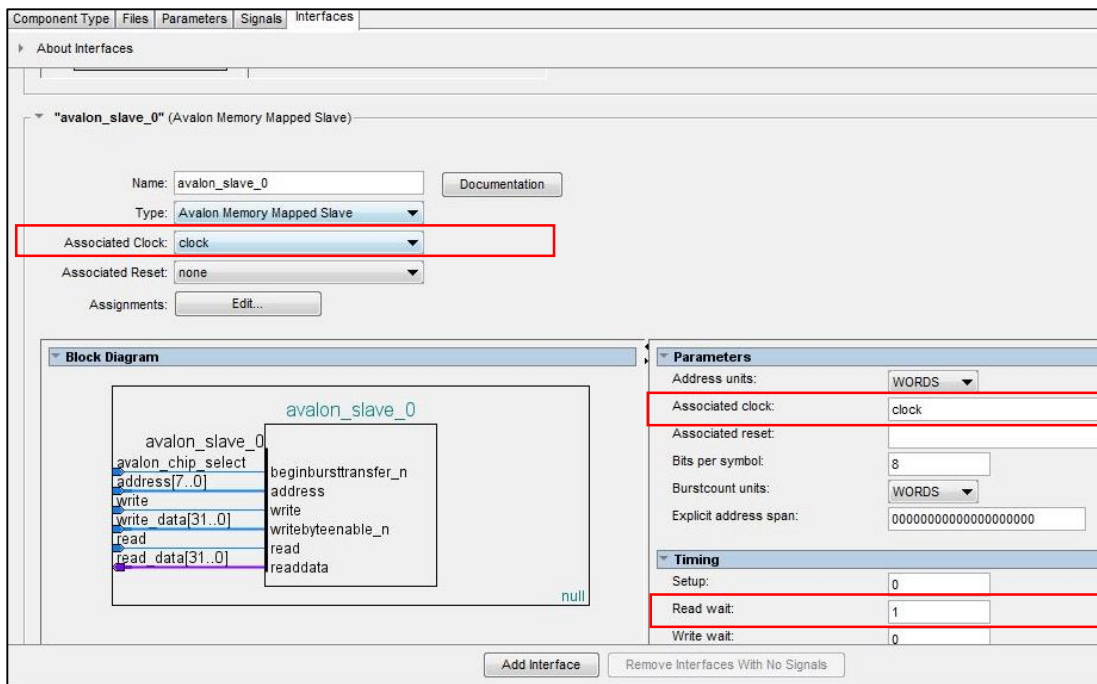 Component Type Files Parameters Signals Interfaces
About Interfaces
"avalon_slave_0" (Avalon Memory Mapped Slave)
Name: avalon_slave_0 Documentation
Type: Avalon Memory Mapped Slave
Associated Clock: clock
Associated Reset: none
Assignments: Edit...
Block Diagram
avalon_slave_0
avalon_slave_0
avalon_chip_select
beginbursttransfer_n
address[7..0]
address
write
write
write_data[31..0]
writebyteenable_n
read
read
read_data[31..0]
readdata
null
Parameters
Address units: WORDS
Associated clock: clock
Associated reset:
Bits per symbol: 8
Burstcount units: WORDS
Explicit address span: 00000000000000000000
Timing
Setup: 0
Read wait: 1
Write wait: 0
Add Interface Remove Interfaces With No Signals